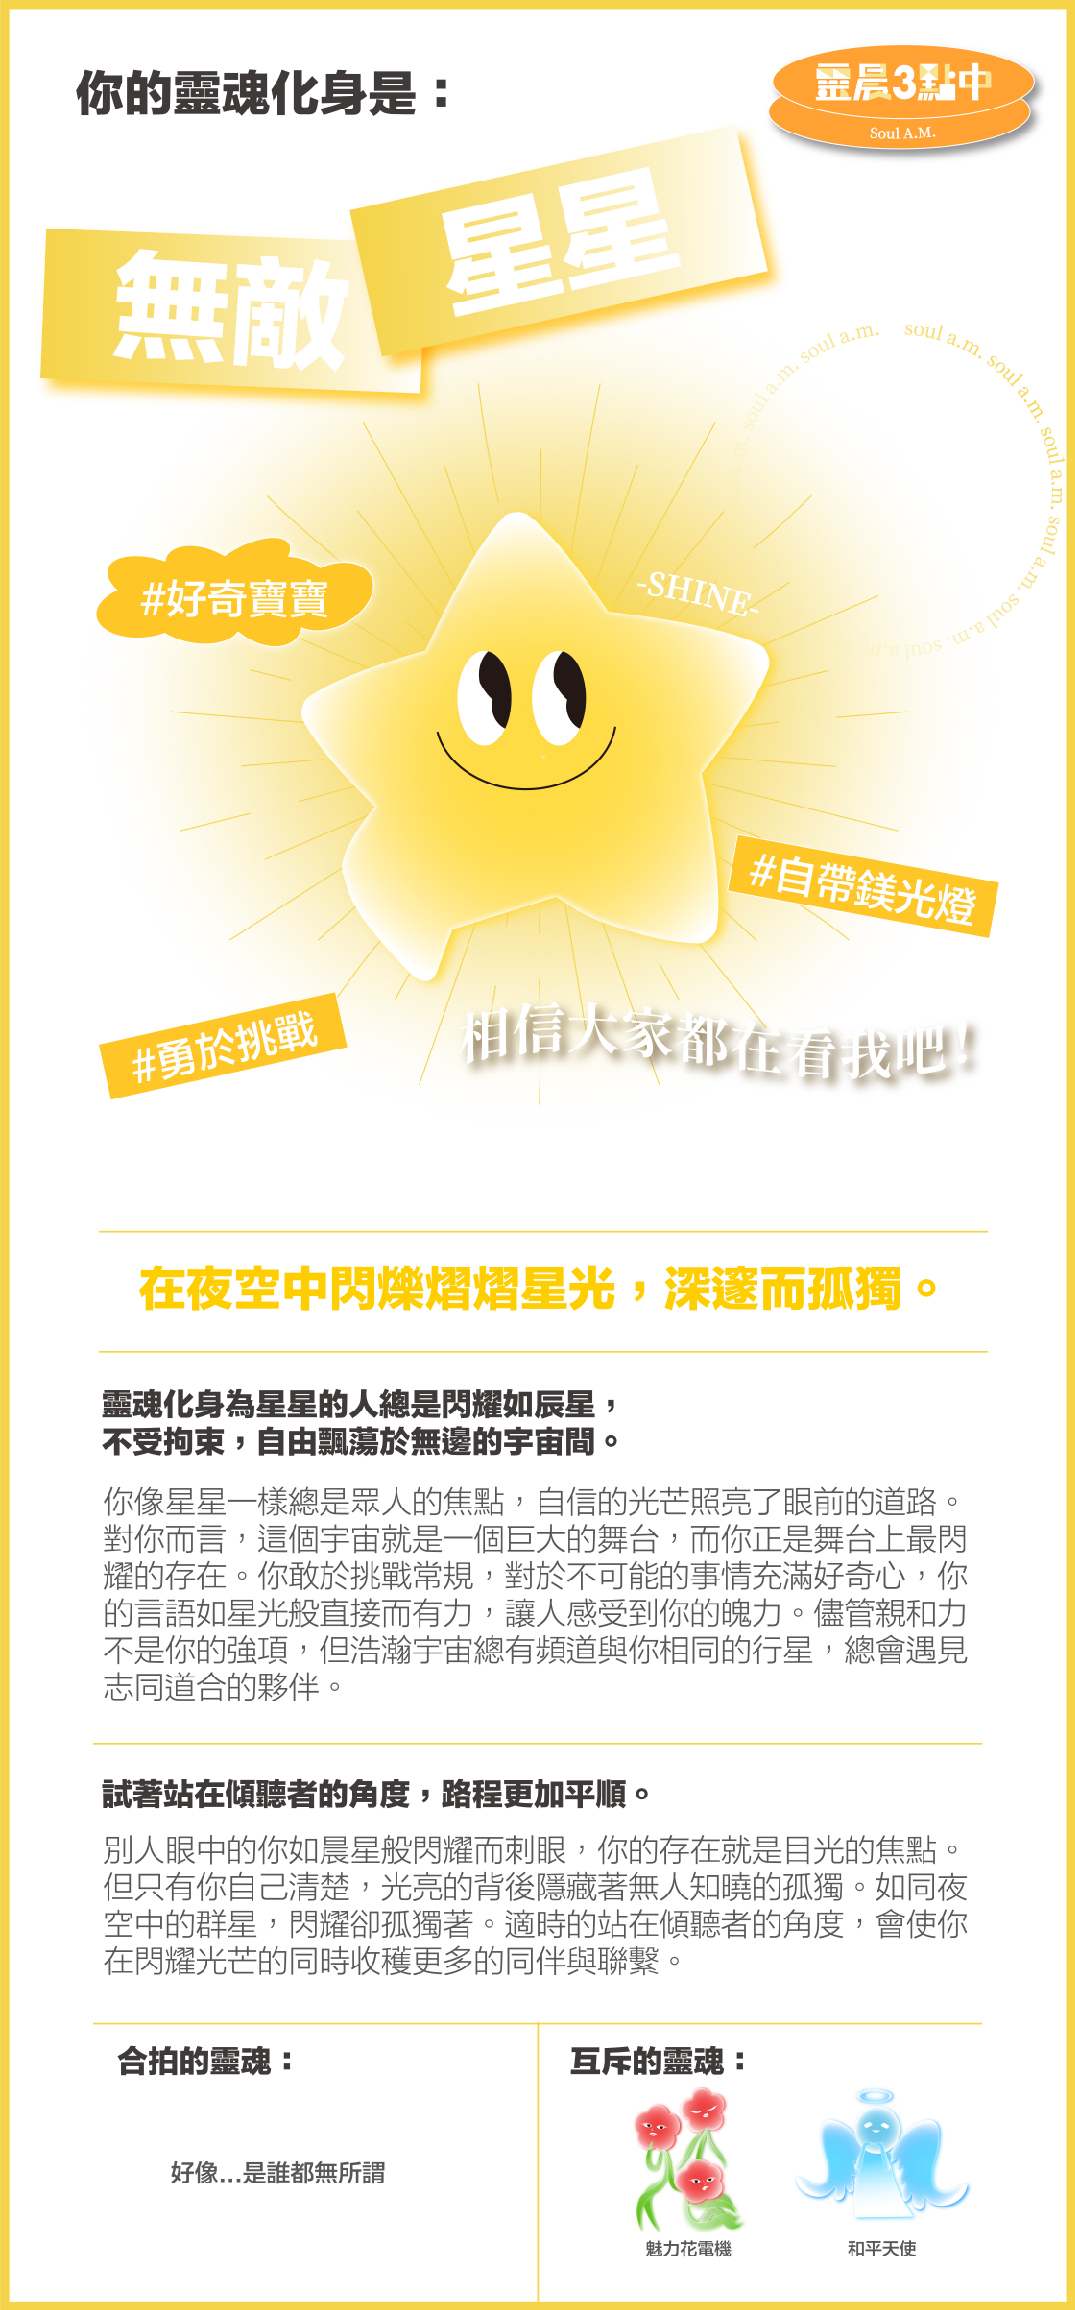 你的靈魂化身是：
靈晨3點中
Soul A.M.
無敵
星星
soul a.m. soul a.m. soul a.m. soul a.m. soul a.m. soul a.m. soul a.m. soul a.m.
#好奇寶寶
-SHINE-
#自帶鎂光燈
#勇於挑戰
相信大家都在看我吧！
在夜空中閃爍熠熠星光，深邃而孤獨。
靈魂化身為星星的人總是閃耀如辰星，
不受拘束，自由飄蕩於無邊的宇宙間。
你像星星一樣總是眾人的焦點，自信的光芒照亮了眼前的道路。
對你而言，這個宇宙就是一個巨大的舞台，而你正是舞台上最閃
耀的存在。你敢於挑戰常規，對於不可能的事情充滿好奇心，你
的言語如星光般直接而有力，讓人感受到你的魄力。儘管親和力
不是你的強項，但浩瀚宇宙總有頻道與你相同的行星，總會遇見
志同道合的夥伴。
試著站在傾聽者的角度，路程更加平順。
別人眼中的你如晨星般閃耀而刺眼，你的存在就是目光的焦點。
但只有你自己清楚，光亮的背後隱藏著無人知曉的孤獨。如同夜
空中的群星，閃耀卻孤獨著。適時的站在傾聽者的角度，會使你
在閃耀光芒的同時收穫更多的同伴與聯繫。
合拍的靈魂：
互斥的靈魂：
好像...是誰都無所謂
魅力花電機
和平天使